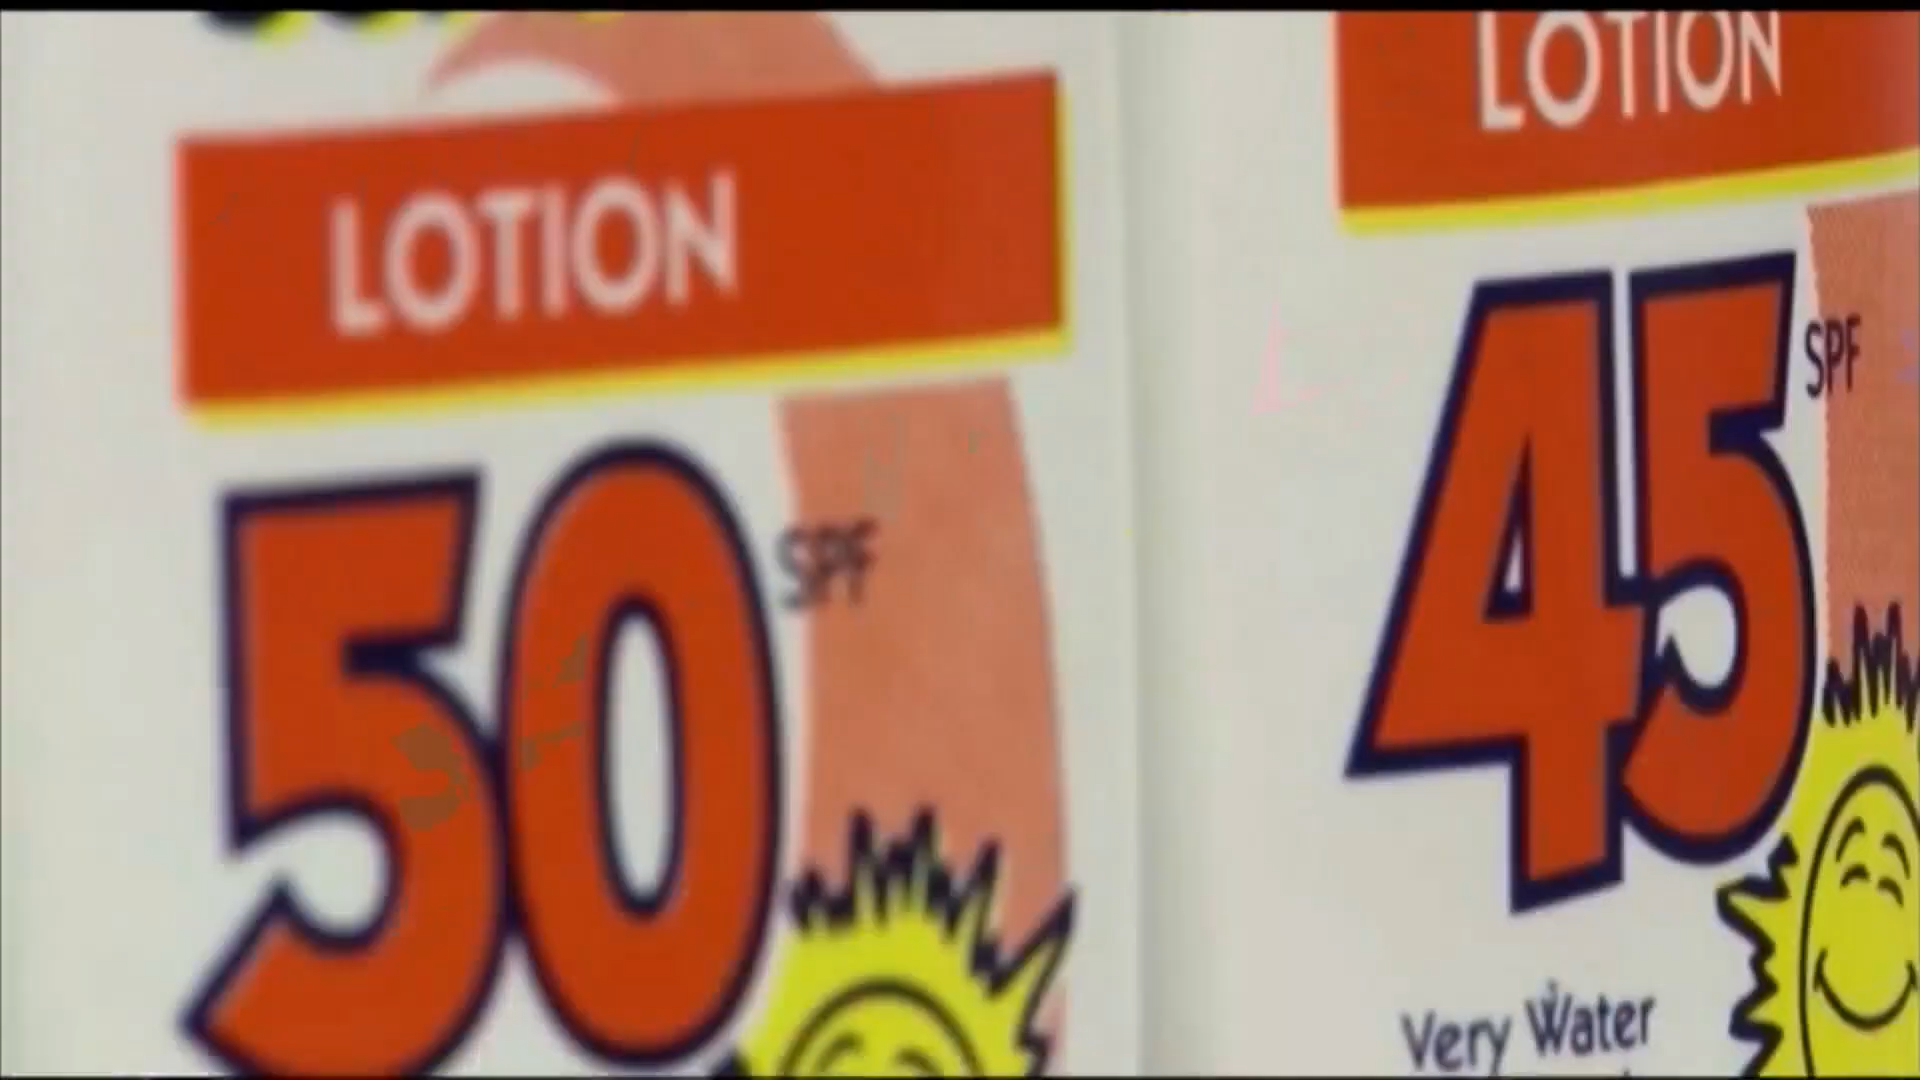 LOTION
50 SPF
LOTION
45 SPF
Very Water